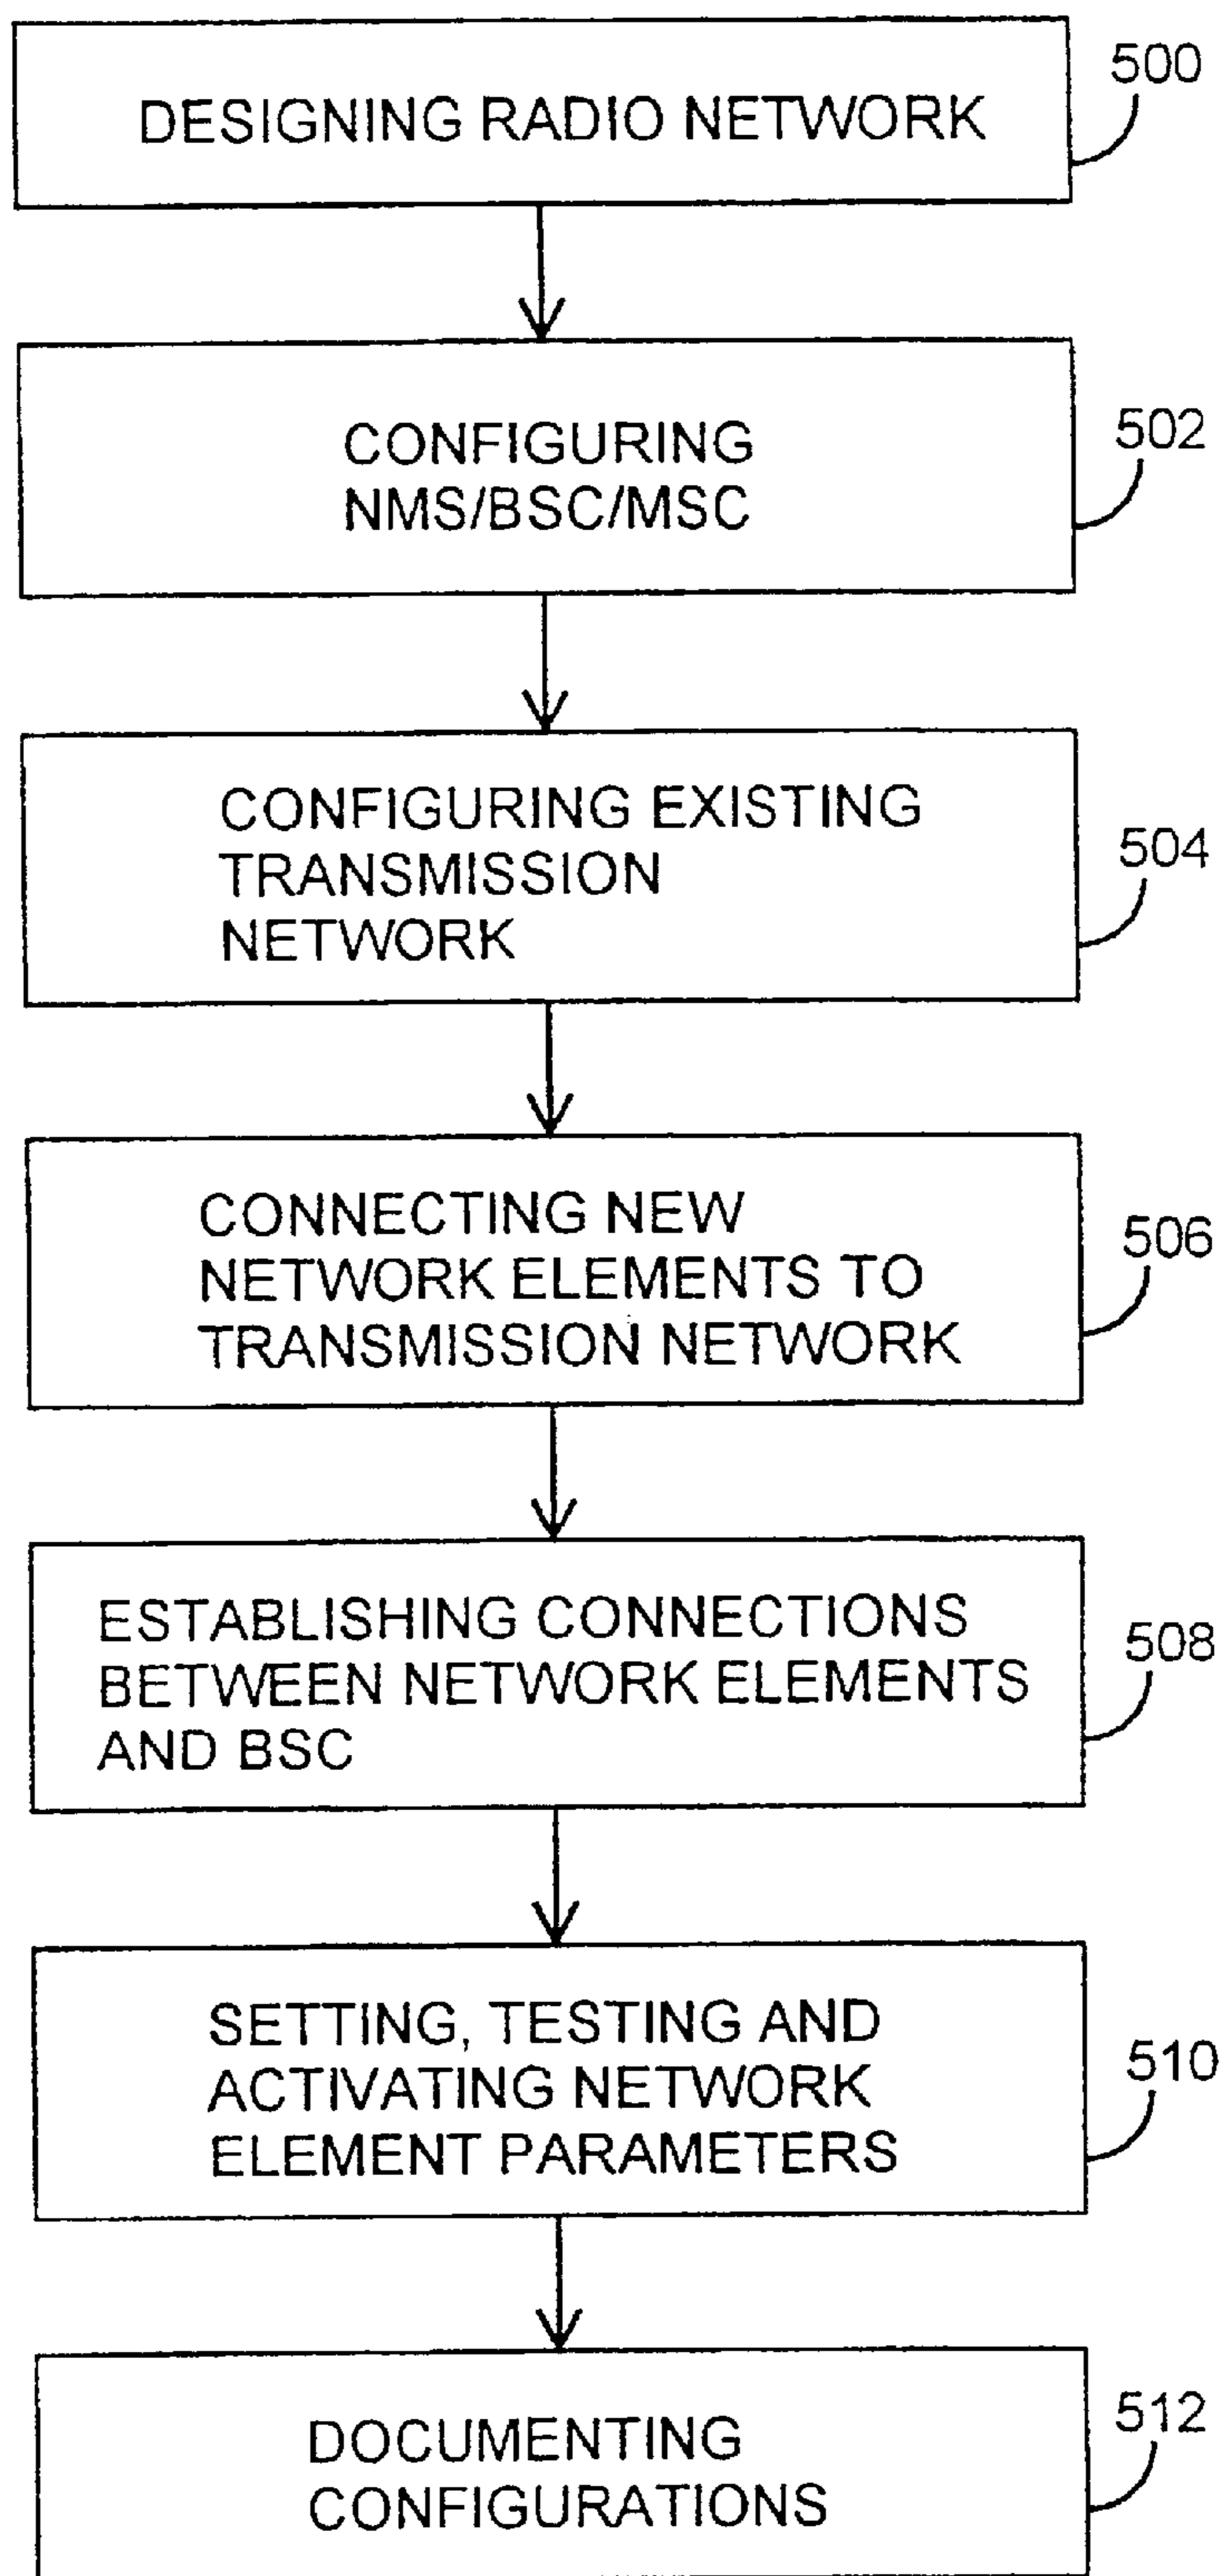 DESIGNING RADIO NETWORK
500
CONFIGURING
NMS/BSC/MSC
502
CONFIGURING EXISTING
TRANSMISSION
NETWORK
504
CONNECTING NEW
NETWORK ELEMENTS TO
TRANSMISSION NETWORK
506
ESTABLISHING CONNECTIONS
BETWEEN NETWORK ELEMENTS
AND BSC
508
SETTING, TESTING AND
ACTIVATING NETWORK
ELEMENT PARAMETERS
510
DOCUMENTING
CONFIGURATIONS
512